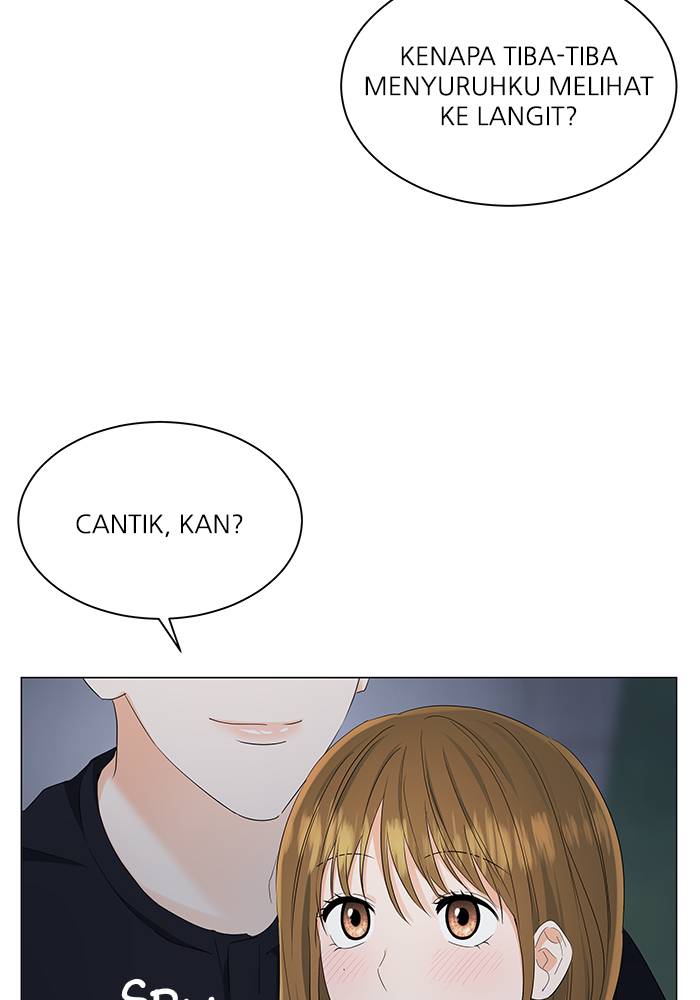 KENAPA TIBA-TIBA
MENYURUHKU MELIHAT
KE LANGIT?
CANTIK, KAN?